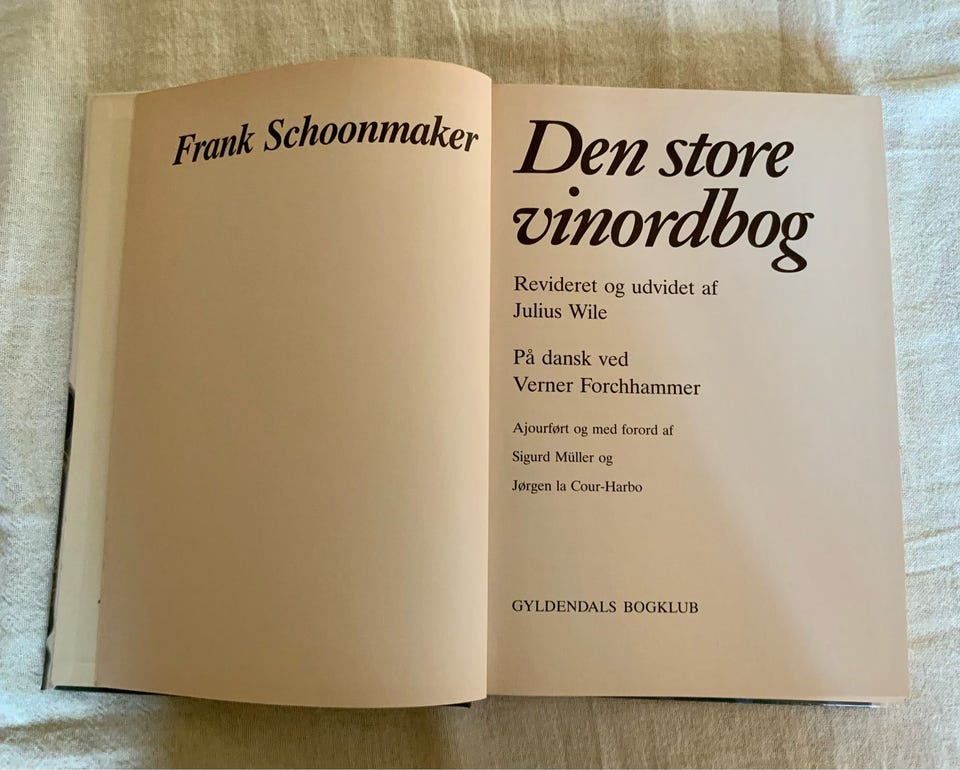 Frank Schoonmaker
Den store
vinordbog
Revideret og udvidet af
Julius Wile
På dansk ved
Verner Forchhammer
Ajourført og med forord af
Sigurd Müller og
Jørgen la Cour-Harbo
GYLDENDALS BOGKLUB